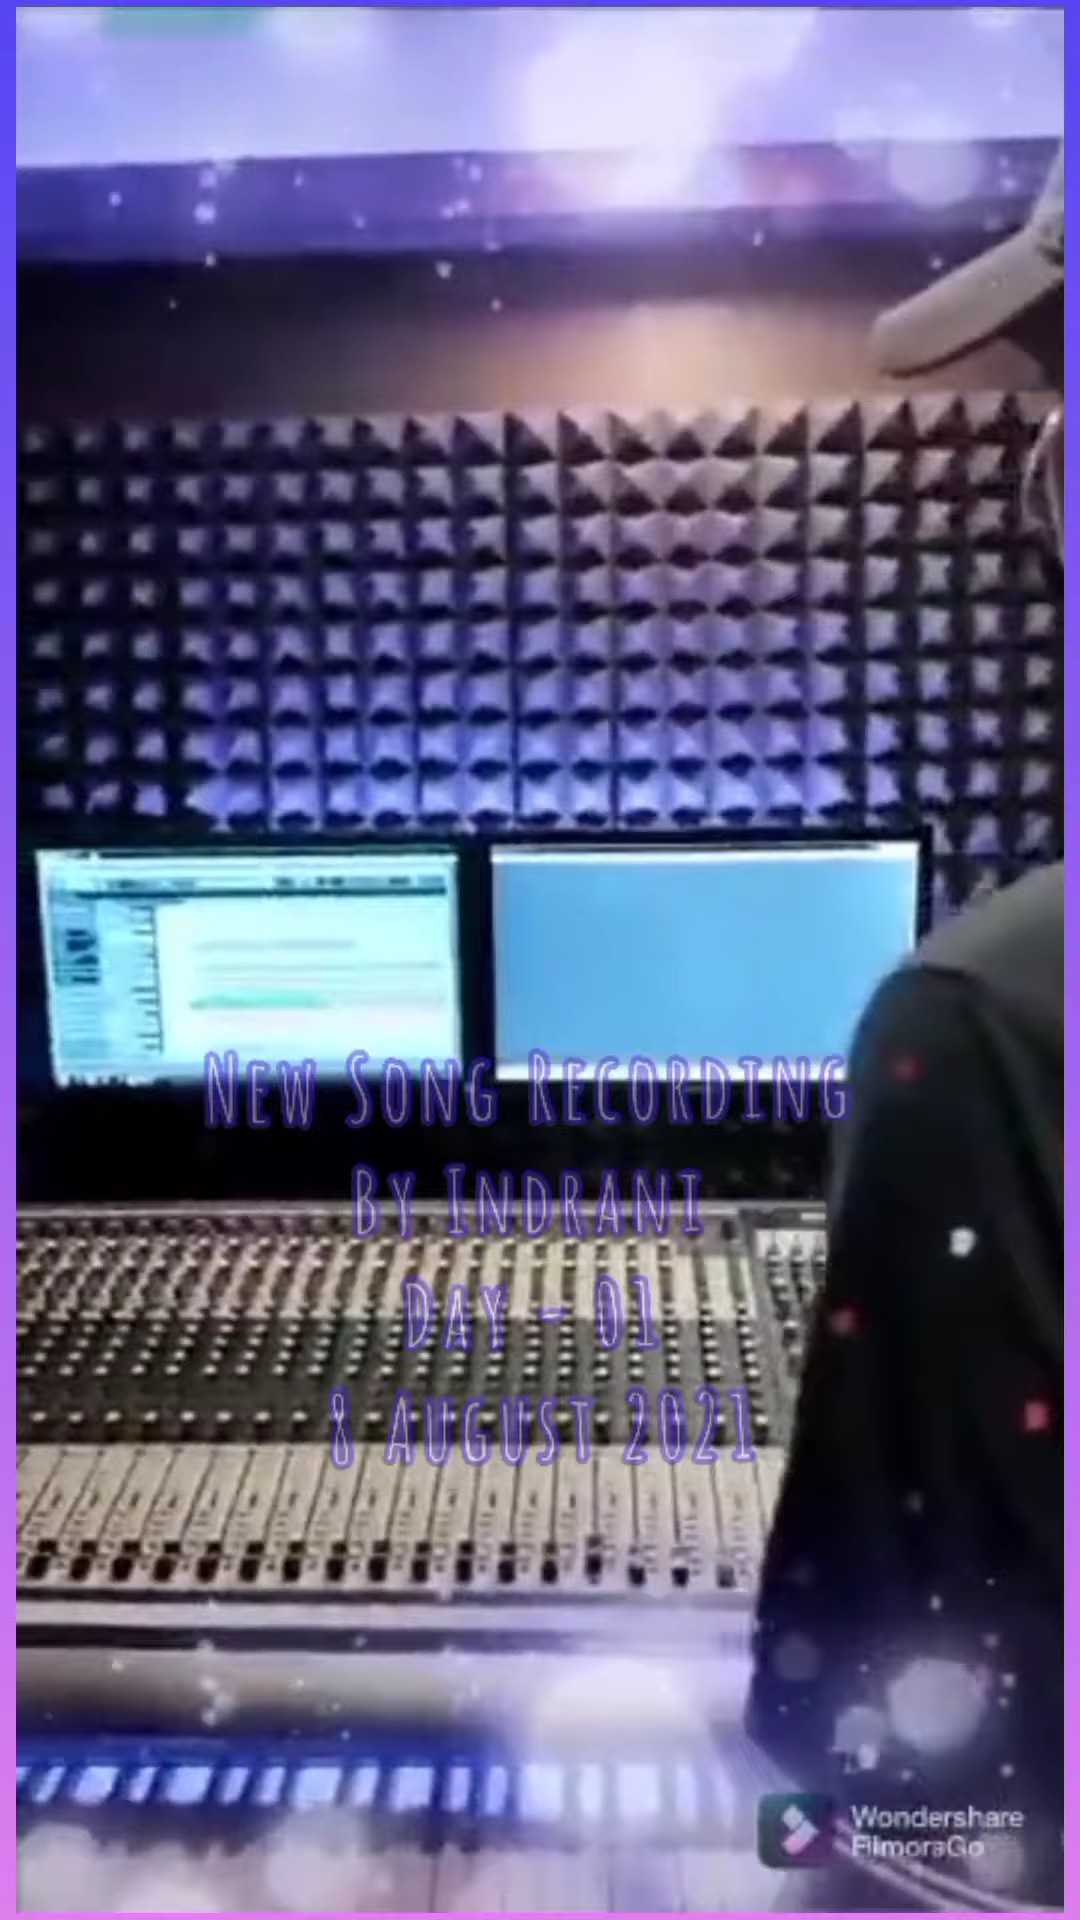 New Song Recording
By Indrani
Day - 01
8 August 2021
Wondershare
FilmoraGo